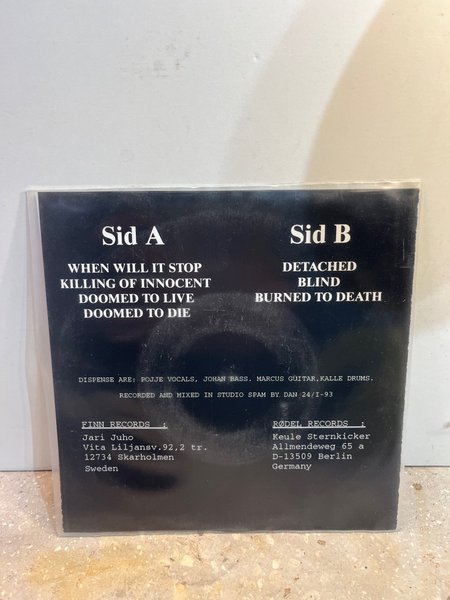 Sid A
WHEN WILL IT STOP
KILLING OF INNOCENT
DOOMED TO LIVE
DOOMED TO DIE
Sid B
DETACHED
BLIND
BURNED TO DEATH
DISPENSE ARE: POJJE VOCALS, JOHAN BASS. MARCUS GUITAR,KALLE DRUMS.
RECORDED AND MIXED IN STUDIO SPAM BY DAN 24/I-93
FINN RECORDS :
Jari Juho
Vita Liljansv.92,2 tr.
12734 Skarholmen
Sweden
RØDEL RECORDS :
Keule Sternkicker
Allmendeweg 65 a
D-13509 Berlin
Germany